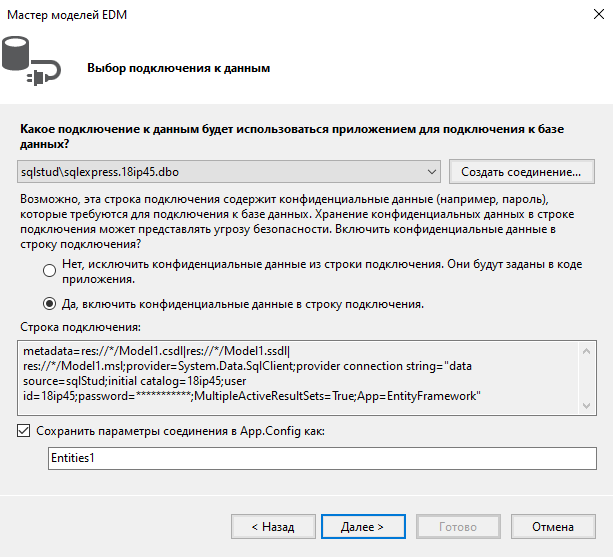 Мастер моделей EDM
Выбор подключения к данным
Какое подключение к данным будет использоваться приложением для подключения к базе
данных?
sqlstud\sqlexpress.18ip45.dbo
Создать соединение...
Возможно, эта строка подключения содержит конфиденциальные данные (например, пароль),
которые требуются для подключения к базе данных. Хранение конфиденциальных данных в строке
подключения может представлять угрозу безопасности. Включить конфиденциальные данные в
строку подключения?
Нет, исключить конфиденциальные данные из строки подключения. Они будут заданы в коде
приложения.
Да, включить конфиденциальные данные в строку подключения.
Строка подключения:
metadata=res://*/Model1.csdl|res://*/Model1.ssdl|
res://*/Model1.msl;provider=System.Data.SqlClient;provider connection string="data
source=sqlStud;initial catalog=18ip45;user
id=18ip45;password=***********;MultipleActiveResultSets=True;App=EntityFramework"
Сохранить параметры соединения в App.Config как:
Entities1
< Назад
Далее >
Готово
Отмена